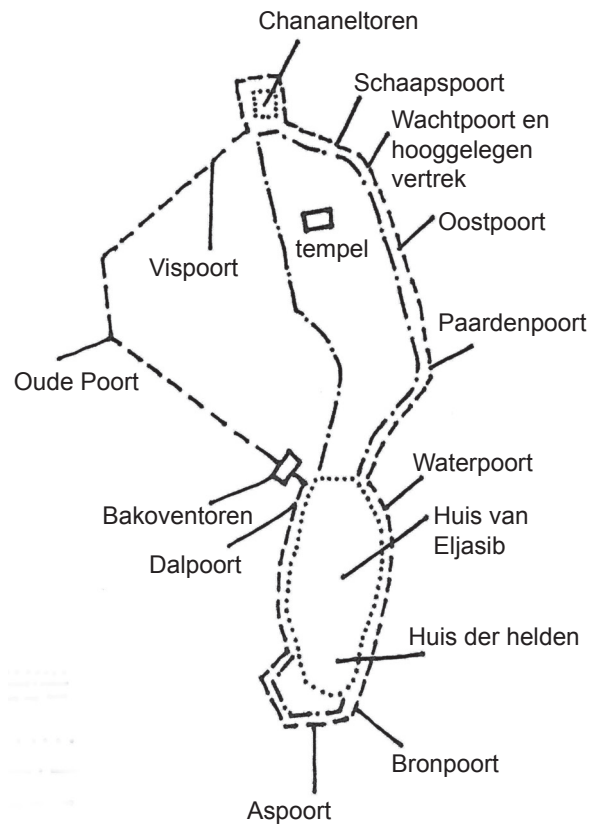 Chananeltoren
Schaapspoort
Wachtpoort en
hooggelegen
vertrek
Oostpoort
tempel
Vispoort
Paardenpoort
Oude Poort
Waterpoort
Bakoventoren
Huis van
Eljasib
Dalpoort
Huis der helden
Bronpoort
Aspoort